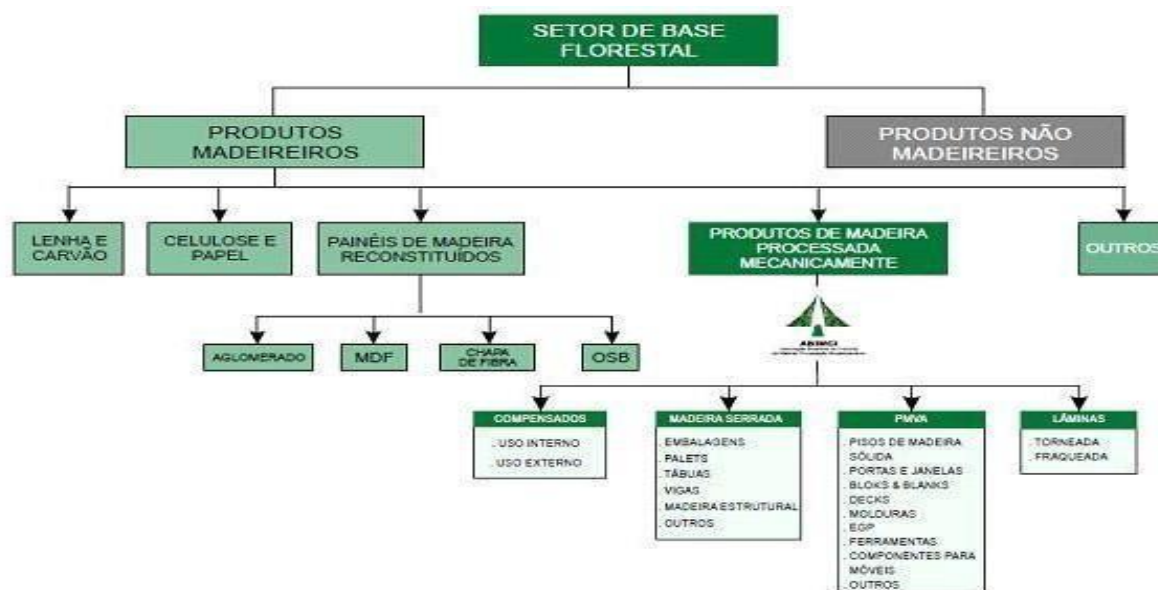 SETOR DE BASE
FLORESTAL
PRODUTOS
MADEIREIROS
PRODUTOS NÃO
MADEIREIROS
LENHA E
CARVÃO
CELULOSE E
PAPEL
PAINÉIS DE MADEIRA
RECONSTITUÍDOS
PRODUTOS DE MADEIRA
PROCESSADA
MECANICAMENTE
OUTROS
AGLOMERADO
MDF
CHAPA
DE FIBRA
OSB
ABIMCI
COMPENSADOS
. USO INTERNO
. USO EXTERNO
MADEIRA SERRADA
. EMBALAGENS
. PALETS
. TÁBUAS
. VIGAS
. MADEIRA ESTRUTURAL
. OUTROS
PMVA
. PISOS DE MADEIRA
SÓLIDA
. PORTAS E JANELAS
. BLOKS & BLANKS
. DECKS
. MOLDURAS
. EGP
. FERRAMENTAS
. COMPONENTES PARA
MÓVEIS
. OUTROS
LÂMINAS
. TORNEADA
. FRAQUEADA